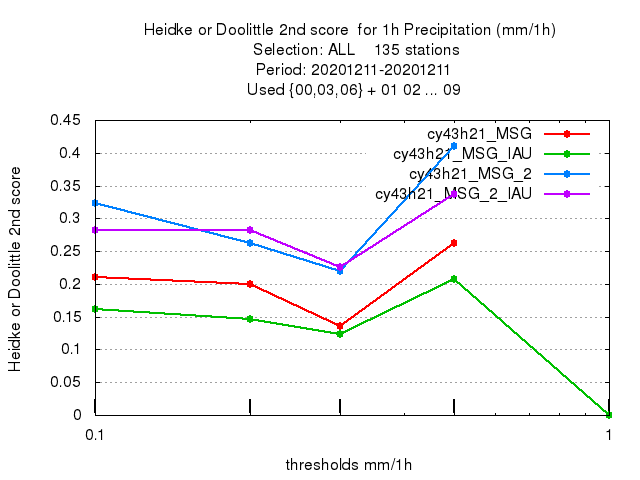 Heidke or Doolittle 2nd score  for 1h Precipitation (mm/1h)
Selection: ALL    135 stations
Period: 20201211-20201211
Used {00,03,06} + 01 02 ... 09
cy43h21_MSG
cy43h21_MSG_IAU
cy43h21_MSG_2
cy43h21_MSG_2_IAU
0.45
0.4
0.35
0.3
0.25
0.2
0.15
0.1
0.05
0
Heidke or Doolittle 2nd score
0.1
1
thresholds mm/1h